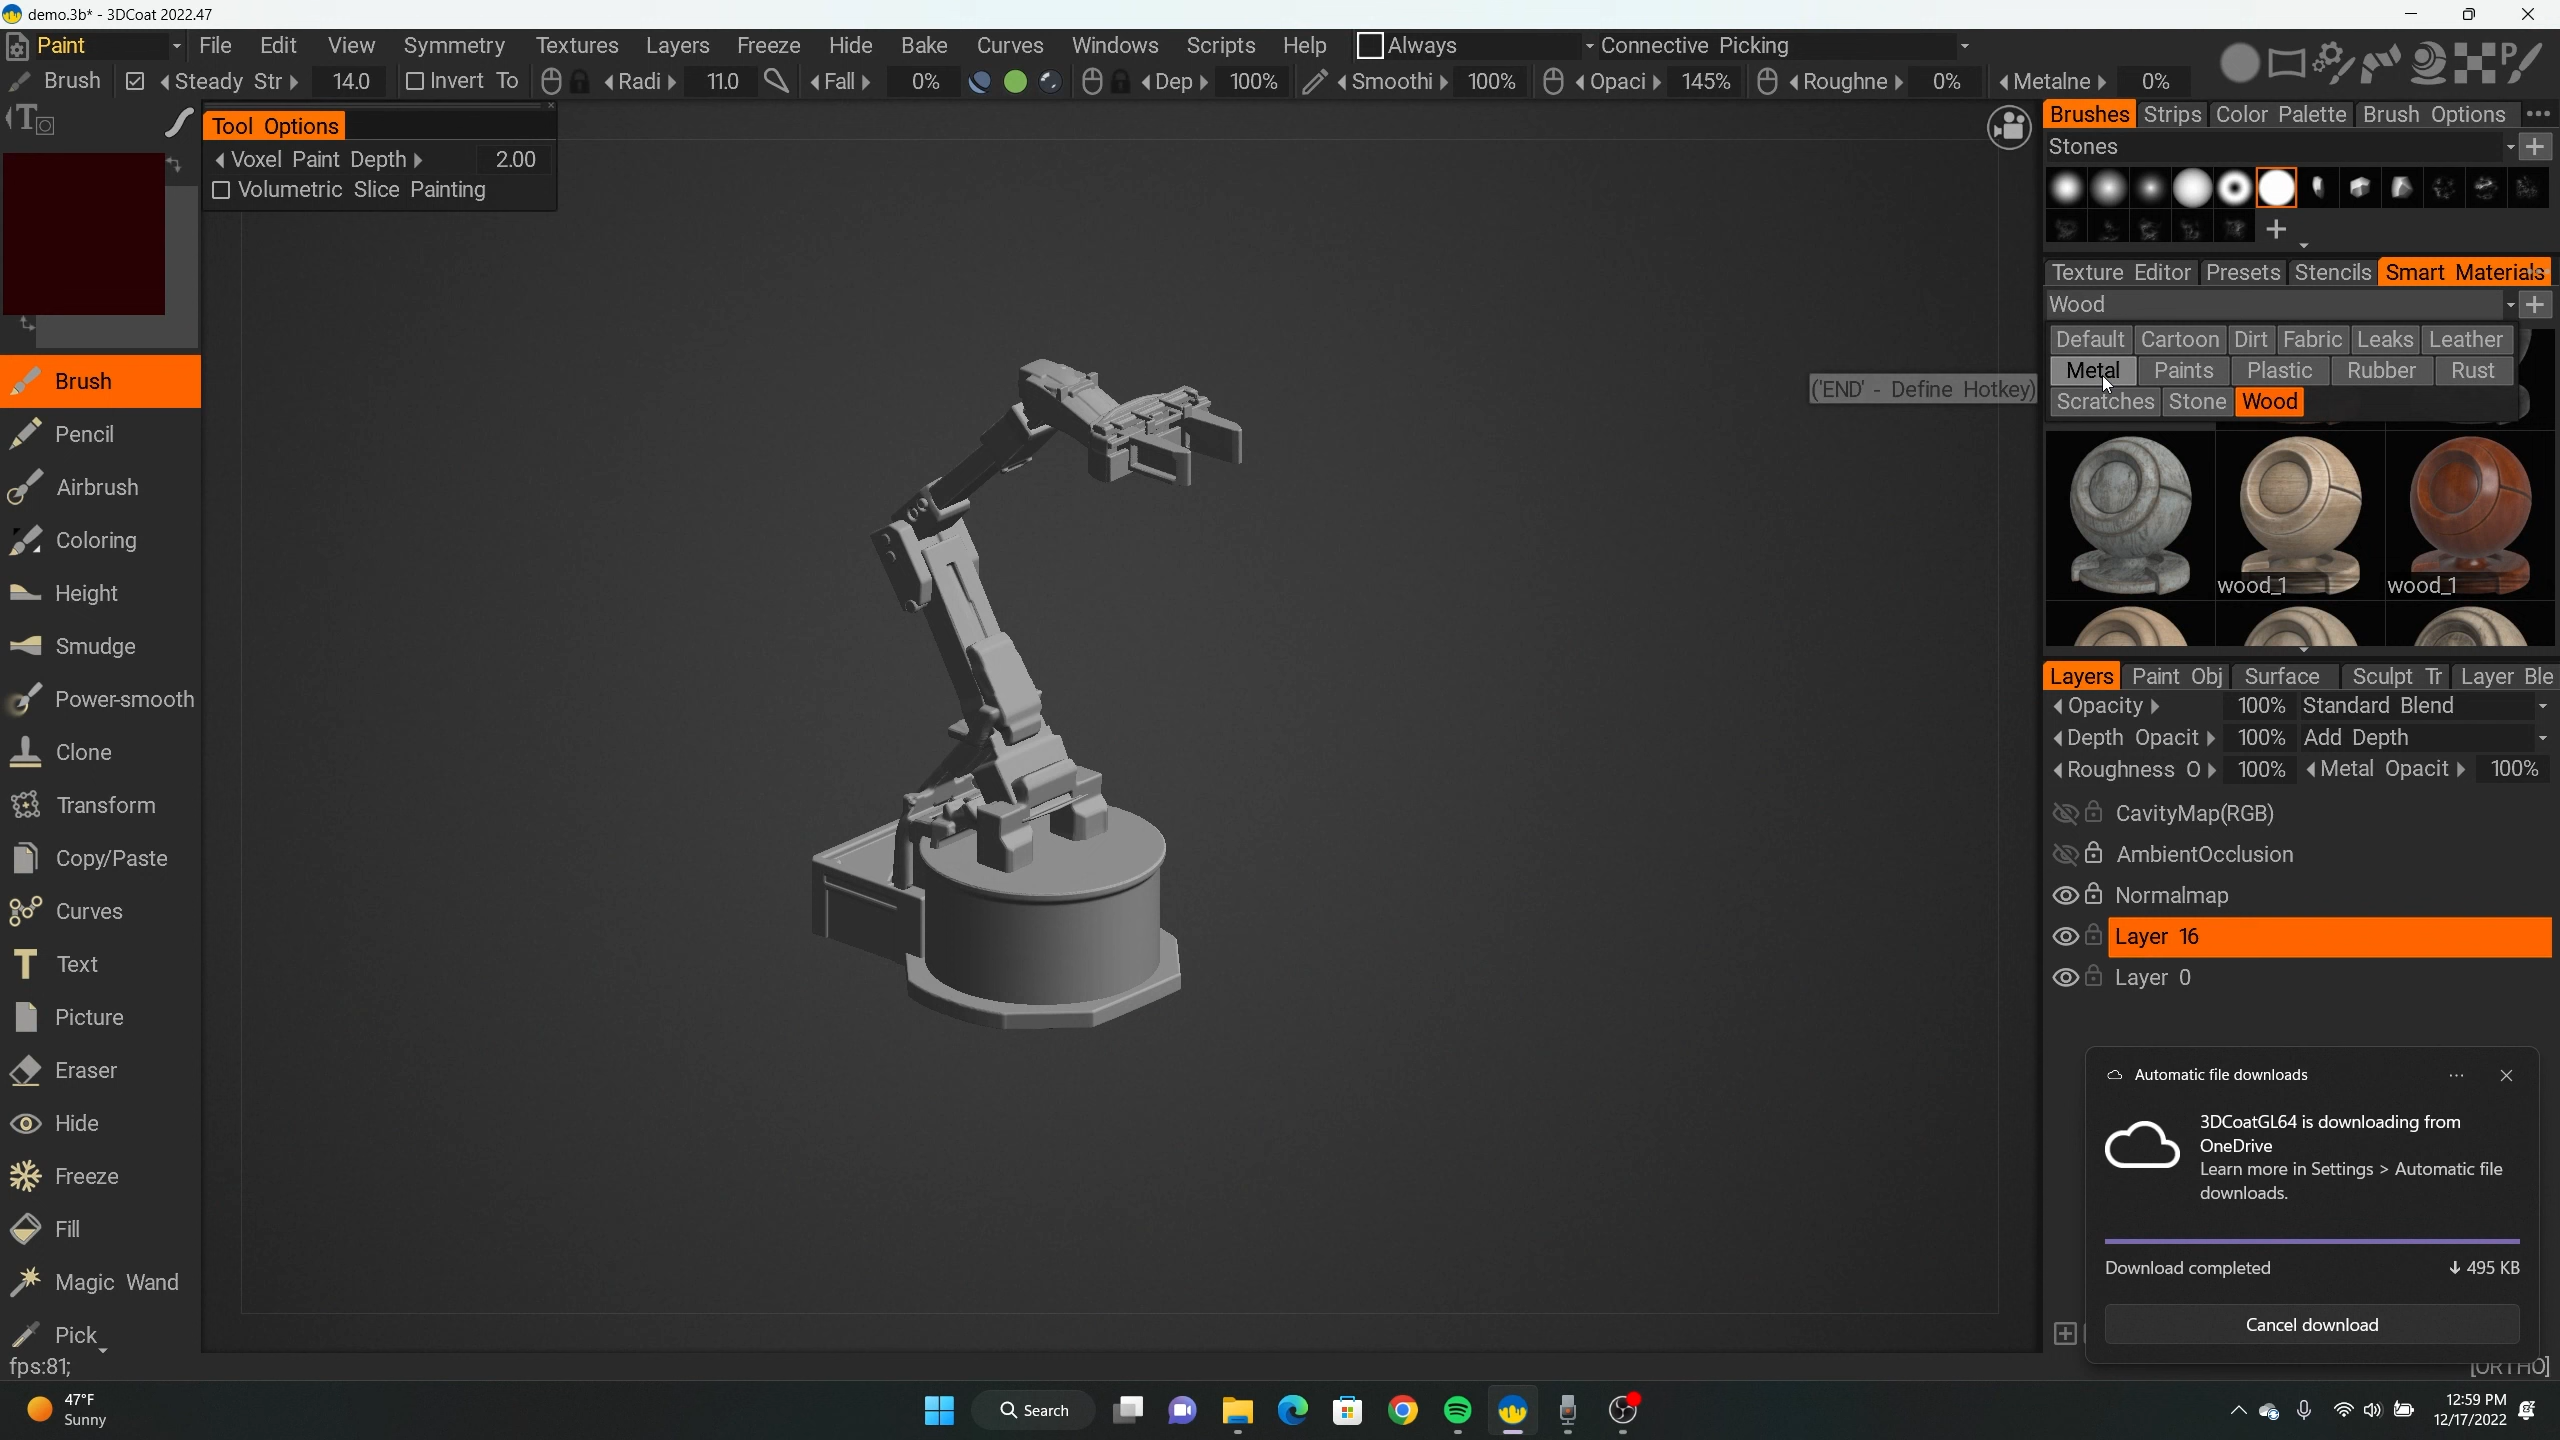 demo.3b* - 3DCoat 2022.47
Paint File Edit View Symmetry Textures Layers Freeze Hide Bake Curves Windows Scripts Help Always Connective Picking
Brush Steady Str 14.0 Invert To Radi 11.0 Fall 0% Dep 100% Smoothi 100% Opaci 145% Roughne 0% Metalne 0%
Tool Options
Voxel Paint Depth 2.00
Volumetric Slice Painting
Brush
Pencil
Airbrush
Coloring
Height
Smudge
Power-smooth
Clone
Transform
Copy/Paste
Curves
Text
Picture
Eraser
Hide
Freeze
Fill
Magic Wand
Pick
fps:81;
('END' - Define Hotkey)
Brushes Strips Color Palette Brush Options
Stones
Texture Editor Presets Stencils Smart Materials
Wood
Default Cartoon Dirt Fabric Leaks Leather
Metal Paints Plastic Rubber Rust
Scratches Stone Wood
wood_1 wood_1
Layers Paint Obj Surface Sculpt Tr Layer Ble
Opacity 100% Standard Blend
Depth Opacit 100% Add Depth
Roughness O 100% Metal Opacit 100%
CavityMap(RGB)
AmbientOcclusion
Normalmap
Layer 16
Layer 0
Automatic file downloads
3DCoatGL64 is downloading from
OneDrive
Learn more in Settings > Automatic file
downloads.
Download completed 495 KB
Cancel download
[ORTHO]
47°F
Sunny
Search
12:59 PM
12/17/2022